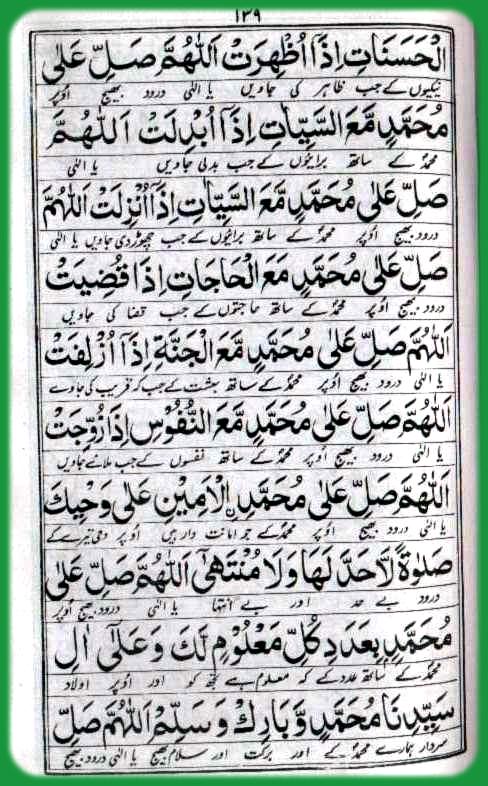 ١٣٩
الْحَسَنَاتِ اِذَا اُظْهِرَتْ اَللّٰهُمَّ صَلِّ عَلٰى
نیکیوں کے جب ظاہر کی جاویں یا الٰہی درود بھیج اوپر
مُحَمَّدٍ مَّعَ السَّيِّاٰتِ اِذَا اُبْدِلَتْ اَللّٰهُمَّ
محمدؐ کے ساتھ برائیوں کے جب بدلی جاویں یا الٰہی
صَلِّ عَلٰى مُحَمَّدٍ مَّعَ السَّيِّاٰتِ اِذَا اُنْزِلَتْ اَللّٰهُمَّ
درود بھیج اوپر محمدؐ کے ساتھ برائیوں کے جب چھوڑ دی جاویں یا الٰہی
صَلِّ عَلٰى مُحَمَّدٍ مَعَ الْحَاجَاتِ اِذَا قُضِيَتْ
درود بھیج اوپر محمدؐ کے ساتھ حاجتوں کے جب قضا کی جاویں
اَللّٰهُمَّ صَلِّ عَلٰى مُحَمَّدٍ مَّعَ الْجَنَّةِ اِذَا اُزْلِفَتْ
یا الٰہی درود بھیج اوپر محمدؐ کے ساتھ بہشت کے جب کہ قریب کی جاوے
اَللّٰهُمَّ صَلِّ عَلٰى مُحَمَّدٍ مَّعَ النُّفُوْسِ اِذَا زُوِّجَتْ
یا الٰہی درود بھیج اوپر محمدؐ کے ساتھ نفسوں کے جب ملائے جاویں
اَللّٰهُمَّ صَلِّ عَلٰى مُحَمَّدِ الْاَمِيْنِ عَلٰى وَحْيِكَ
یا الٰہی درود بھیج اوپر محمدؐ کے جو امانت دار ہیں اوپر وحی تیرے کے
صَلٰوةً لَّا حَدَّ لَهَا وَلَا مُنْتَهٰى اَللّٰهُمَّ صَلِّ عَلٰى
درود بے حد اور بے انتہا یا الٰہی درود بھیج اوپر
مُحَمَّدٍ بِعَدَدِ كُلِّ مَعْلُوْمٍ لَّكَ وَعَلٰى اٰلِ
محمدؐ کے ساتھ عدد کے کہ معلوم ہے تجھ کو اور اوپر اولاد
سَيِّدِنَا مُحَمَّدٍ وَّبَارِكْ وَسَلِّمْ اَللّٰهُمَّ صَلِّ
سردار ہمارے محمدؐ کے اور برکت اور سلام بھیج یا الٰہی درود بھیج